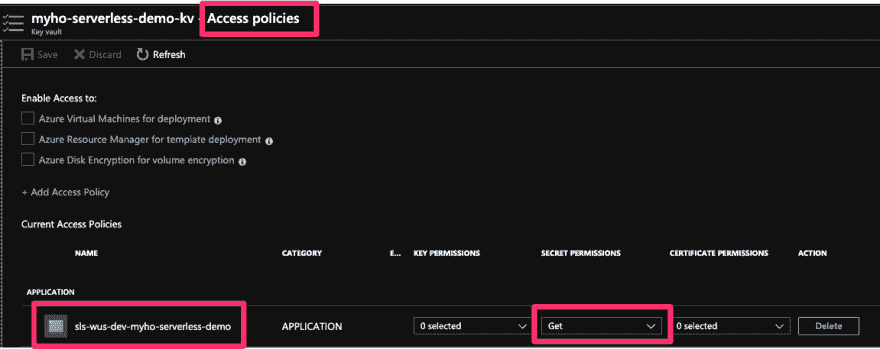 myho-serverless-demo-kv - Access policies
Key vault
Save Discard Refresh
Enable Access to:
Azure Virtual Machines for deployment
Azure Resource Manager for template deployment
Azure Disk Encryption for volume encryption
+ Add Access Policy
Current Access Policies
NAME CATEGORY E... KEY PERMISSIONS SECRET PERMISSIONS CERTIFICATE PERMISSIONS ACTION
APPLICATION
sls-wus-dev-myho-serverless-demo APPLICATION 0 selected Get 0 selected Delete